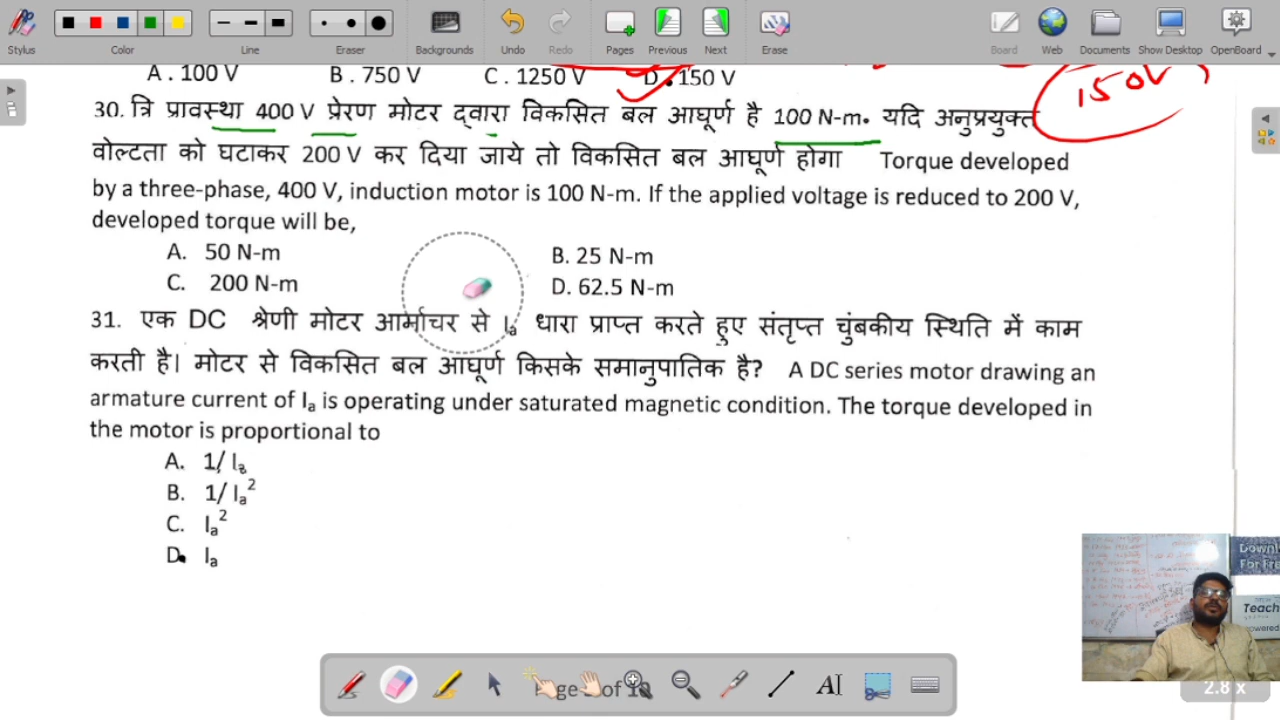 Stylus
Color
Line
Eraser
Backgrounds
Undo
Redo
Pages
Previous
Next
Erase
Board
Web
Documents
Show Desktop
OpenBoard
A . 100 V B . 750 V C . 1250 V D . 150 V
150V
30. त्रि प्रावस्था 400 V प्रेरण मोटर द्वारा विकसित बल आघूर्ण है 100 N-m. यदि अनुप्रयुक्त
वोल्टता को घटाकर 200 V कर दिया जाये तो विकसित बल आघूर्ण होगा Torque developed
by a three-phase, 400 V, induction motor is 100 N-m. If the applied voltage is reduced to 200 V,
developed torque will be,
A. 50 N-m B. 25 N-m
C. 200 N-m D. 62.5 N-m
31. एक DC श्रेणी मोटर आर्माचर से Iₐ धारा प्राप्त करते हुए संतृप्त चुंबकीय स्थिति में काम
करती है। मोटर से विकसित बल आघूर्ण किसके समानुपातिक है? A DC series motor drawing an
armature current of Iₐ is operating under saturated magnetic condition. The torque developed in
the motor is proportional to
A. 1/ Iₐ
B. 1/ Iₐ²
C. Iₐ²
D. Iₐ
Downl
For Fre
Teach
owered
2.8 x